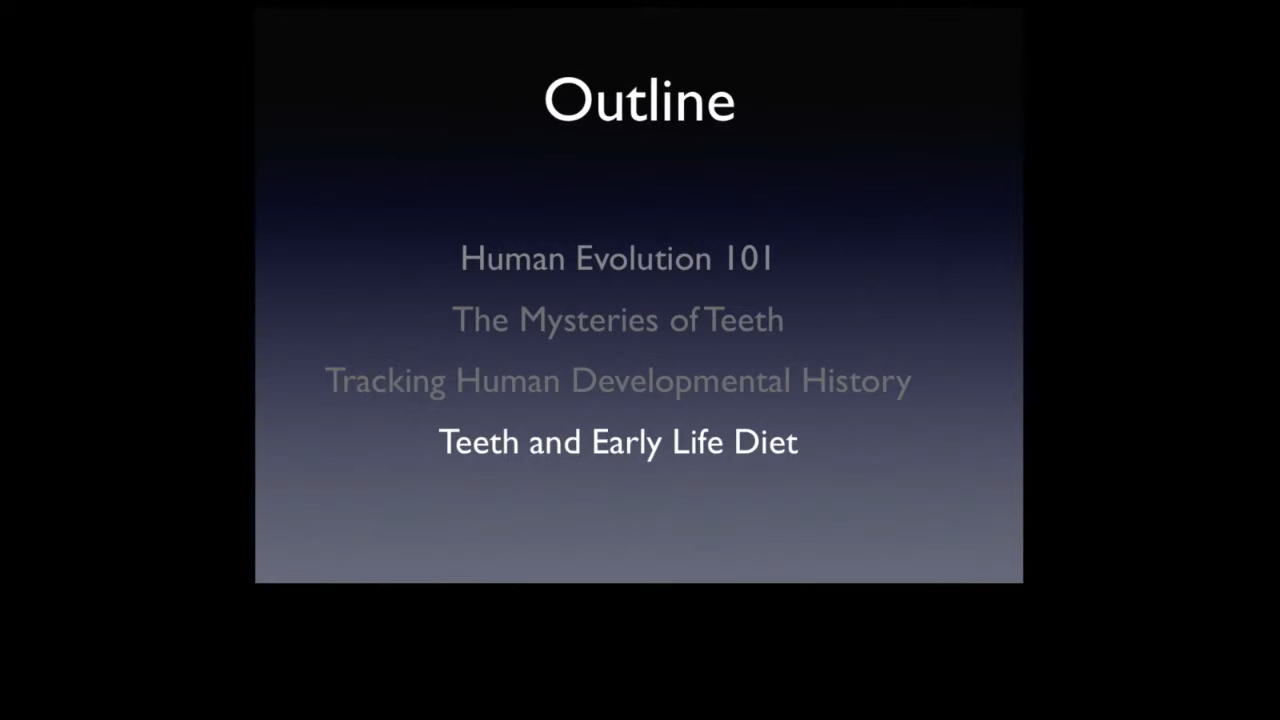 Outline
Human Evolution 101
The Mysteries of Teeth
Tracking Human Developmental History
Teeth and Early Life Diet